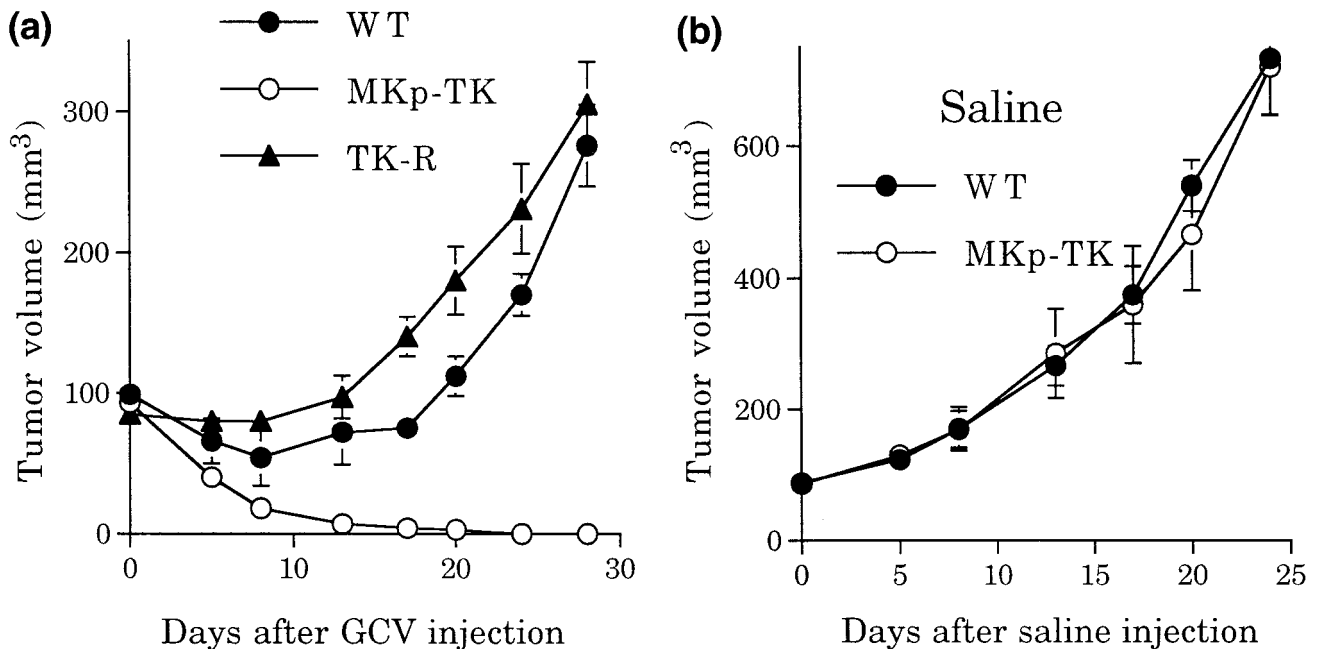 (a)
WT
MKp-TK
TK-R
Tumor volume (mm3)
300
200
100
0
0
10
20
30
Days after GCV injection
(b)
Saline
WT
MKp-TK
Tumor volume (mm3)
600
400
200
0
0
5
10
15
20
25
Days after saline injection